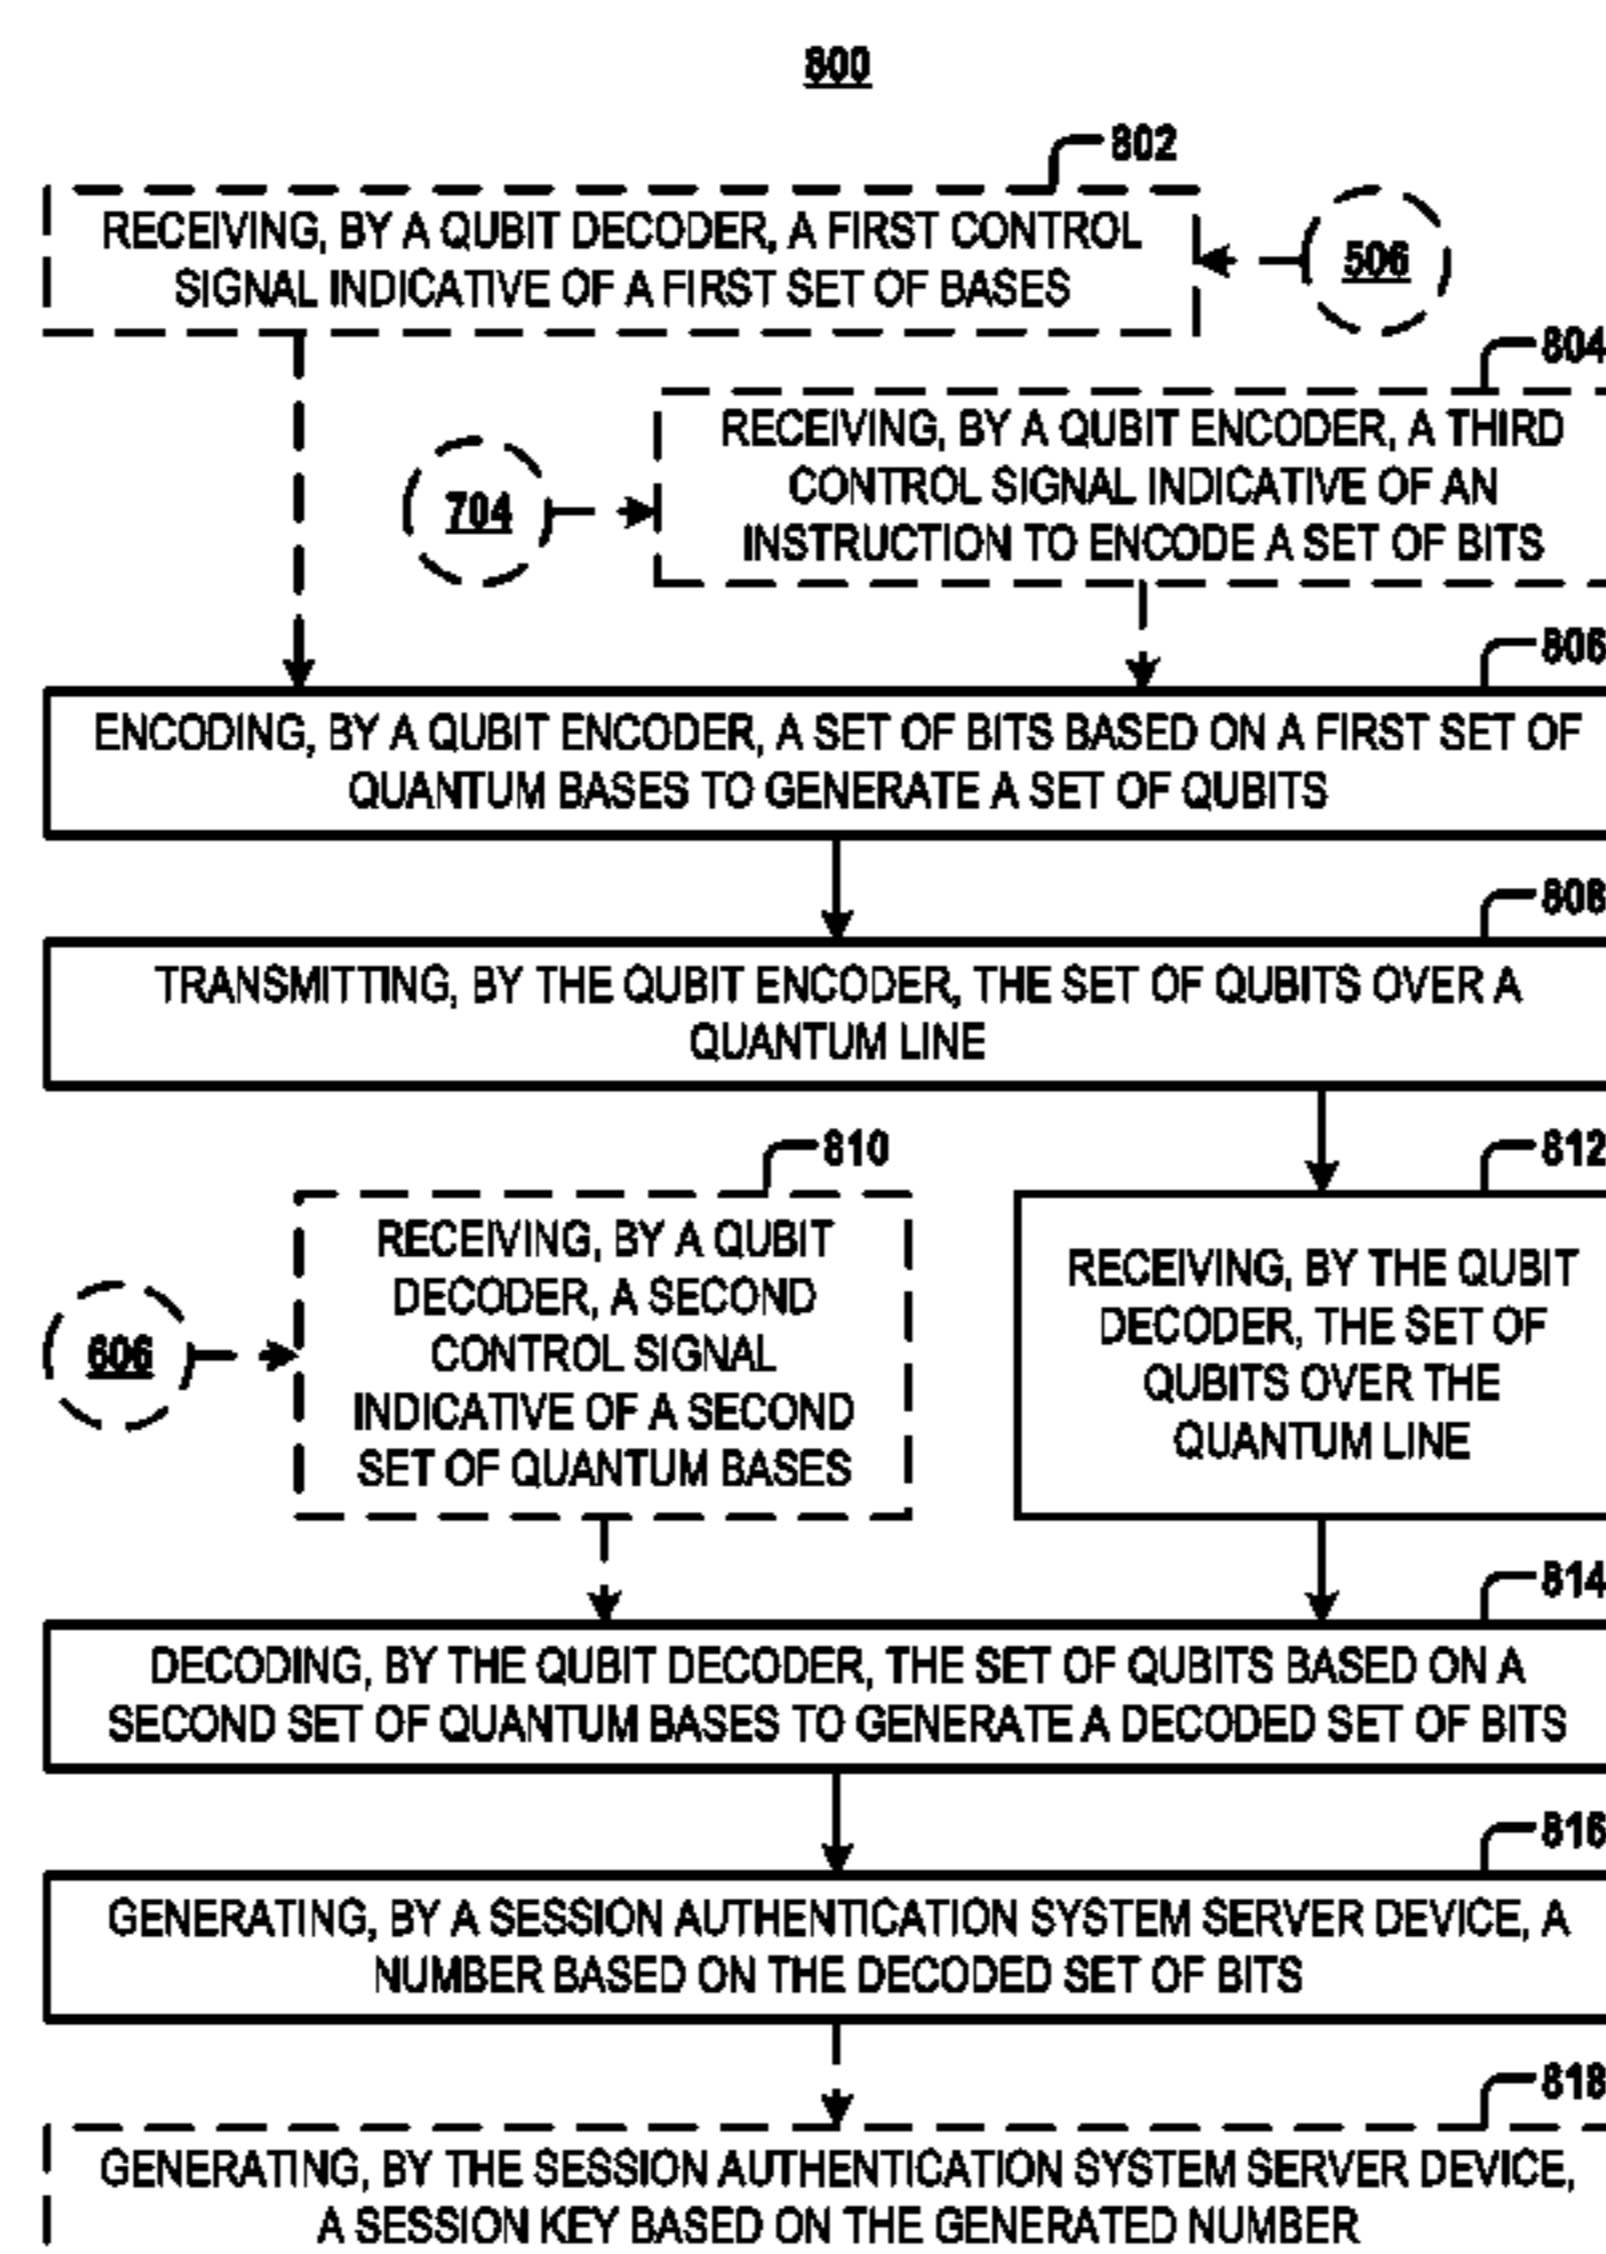 800
802
RECEIVING, BY A QUBIT DECODER, A FIRST CONTROL
SIGNAL INDICATIVE OF A FIRST SET OF BASES
506
804
RECEIVING, BY A QUBIT ENCODER, A THIRD
CONTROL SIGNAL INDICATIVE OF AN
INSTRUCTION TO ENCODE A SET OF BITS
704
806
ENCODING, BY A QUBIT ENCODER, A SET OF BITS BASED ON A FIRST SET OF
QUANTUM BASES TO GENERATE A SET OF QUBITS
808
TRANSMITTING, BY THE QUBIT ENCODER, THE SET OF QUBITS OVER A
QUANTUM LINE
810
RECEIVING, BY A QUBIT
DECODER, A SECOND
CONTROL SIGNAL
INDICATIVE OF A SECOND
SET OF QUANTUM BASES
606
812
RECEIVING, BY THE QUBIT
DECODER, THE SET OF
QUBITS OVER THE
QUANTUM LINE
814
DECODING, BY THE QUBIT DECODER, THE SET OF QUBITS BASED ON A
SECOND SET OF QUANTUM BASES TO GENERATE A DECODED SET OF BITS
816
GENERATING, BY A SESSION AUTHENTICATION SYSTEM SERVER DEVICE, A
NUMBER BASED ON THE DECODED SET OF BITS
818
GENERATING, BY THE SESSION AUTHENTICATION SYSTEM SERVER DEVICE,
A SESSION KEY BASED ON THE GENERATED NUMBER